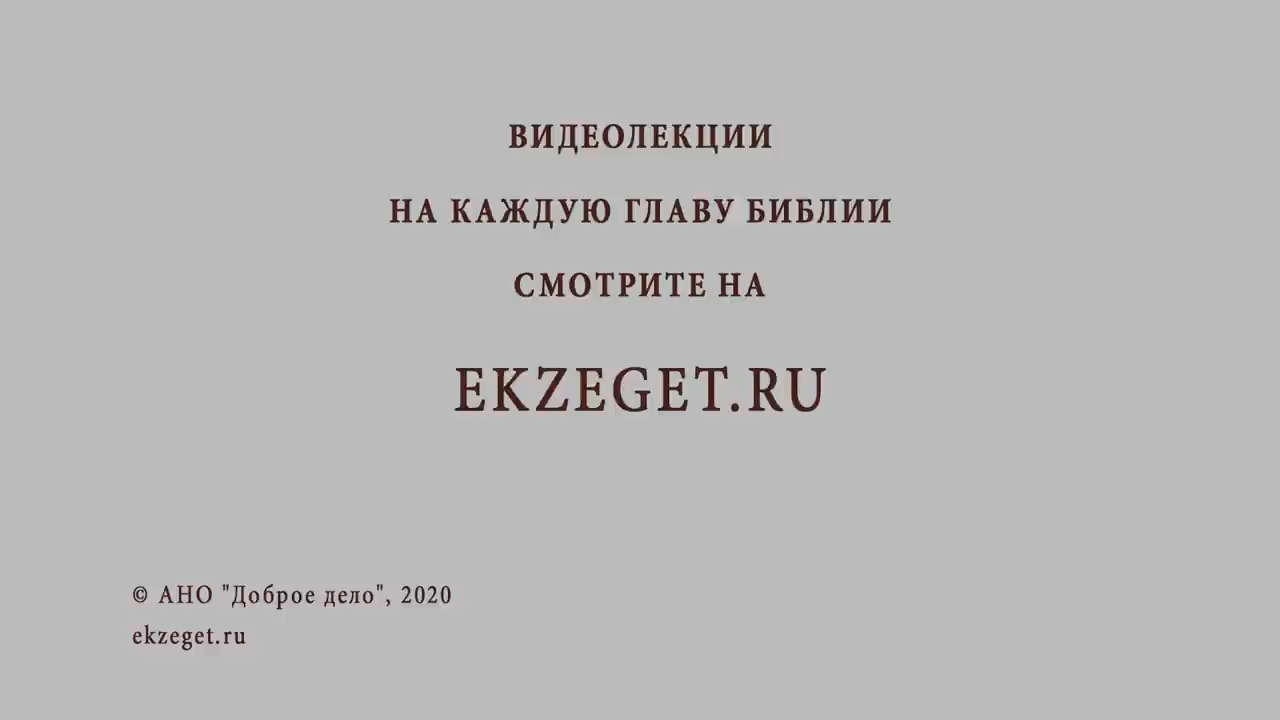 ВИДЕОЛЕКЦИИ
НА КАЖДУЮ ГЛАВУ БИБЛИИ
СМОТРИТЕ НА
EKZEGET.RU
© АНО "Доброе дело", 2020
ekzeget.ru